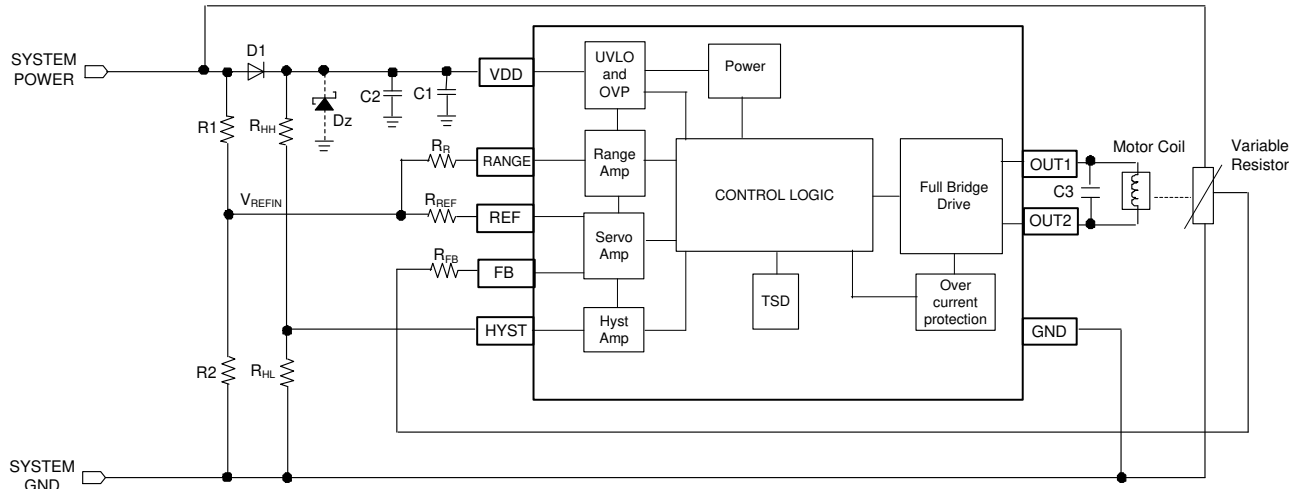 SYSTEM
POWER
D1
R1
R2
RHH
RHL
Dz
C2
C1
VREFIN
RR
RREF
RFB
VDD
RANGE
REF
FB
HYST
UVLO
and
OVP
Power
Range
Amp
Servo
Amp
Hyst
Amp
CONTROL LOGIC
TSD
Full Bridge
Drive
Over
current
protection
OUT1
OUT2
GND
C3
Motor Coil
Variable
Resistor
SYSTEM
GND